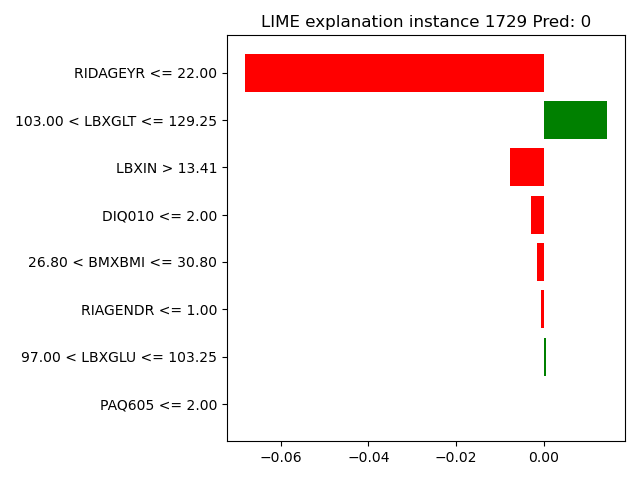 LIME explanation instance 1729 Pred: 0
RIDAGEYR <= 22.00
103.00 < LBXGLT <= 129.25
LBXIN > 13.41
DIQ010 <= 2.00
26.80 < BMXBMI <= 30.80
RIAGENDR <= 1.00
97.00 < LBXGLU <= 103.25
PAQ605 <= 2.00
−0.06 −0.04 −0.02 0.00